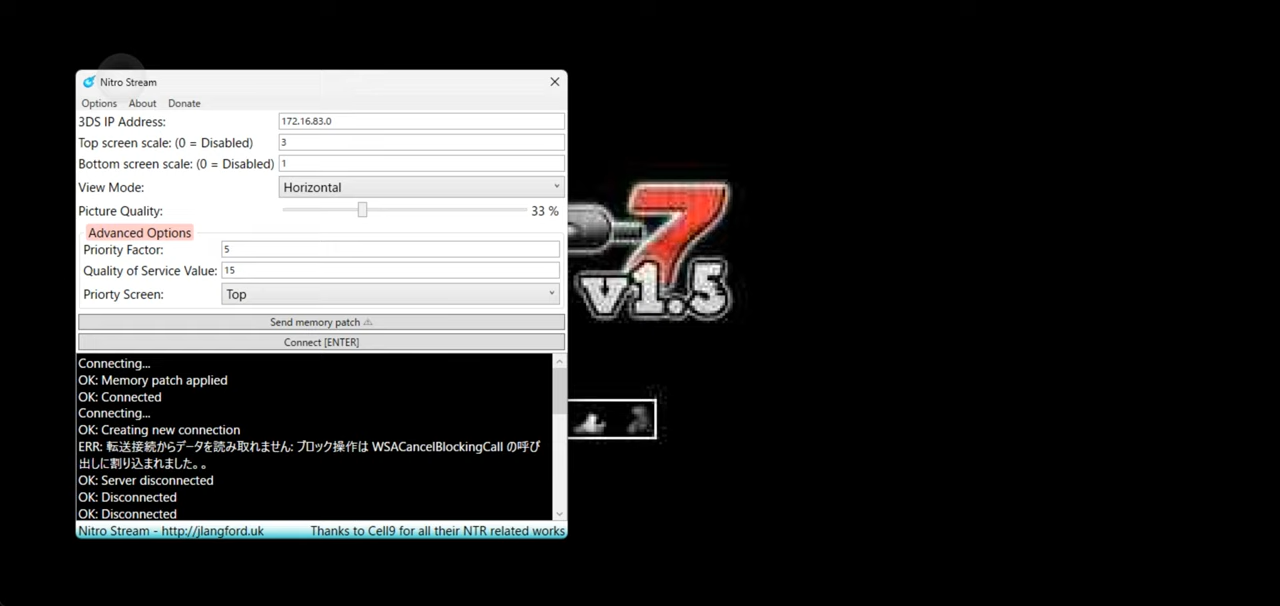 Nitro Stream
Options About Donate
3DS IP Address: 172.16.83.0
Top screen scale: (0 = Disabled) 3
Bottom screen scale: (0 = Disabled) 1
View Mode: Horizontal
Picture Quality: 33 %
Advanced Options
Priority Factor: 5
Quality of Service Value: 15
Priorty Screen: Top
Send memory patch ⚠
Connect [ENTER]
Connecting...
OK: Memory patch applied
OK: Connected
Connecting...
OK: Creating new connection
ERR: 転送接続からデータを読み取れません: ブロック操作は WSACancelBlockingCall の呼び
出しに割り込まれました。。
OK: Server disconnected
OK: Disconnected
OK: Disconnected
Nitro Stream - http://jlangford.uk Thanks to Cell9 for all their NTR related works
7
v1.5